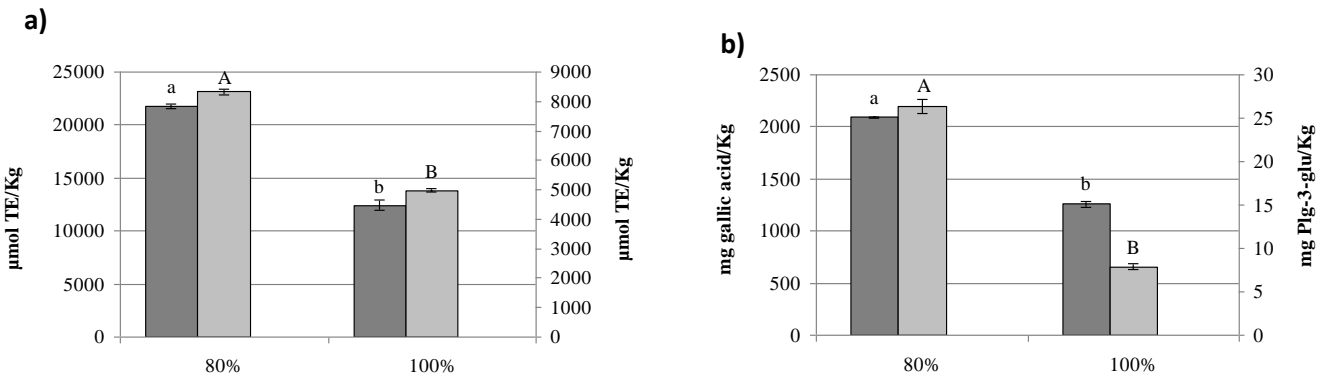 a)
µmol TE/Kg
25000
20000
15000
10000
5000
0
a
A
b
B
80%
100%
9000
8000
7000
6000
5000
4000
3000
2000
1000
0
µmol TE/Kg
b)
mg gallic acid/Kg
2500
2000
1500
1000
500
0
a
A
b
B
80%
100%
30
25
20
15
10
5
0
mg Plg-3-glu/Kg